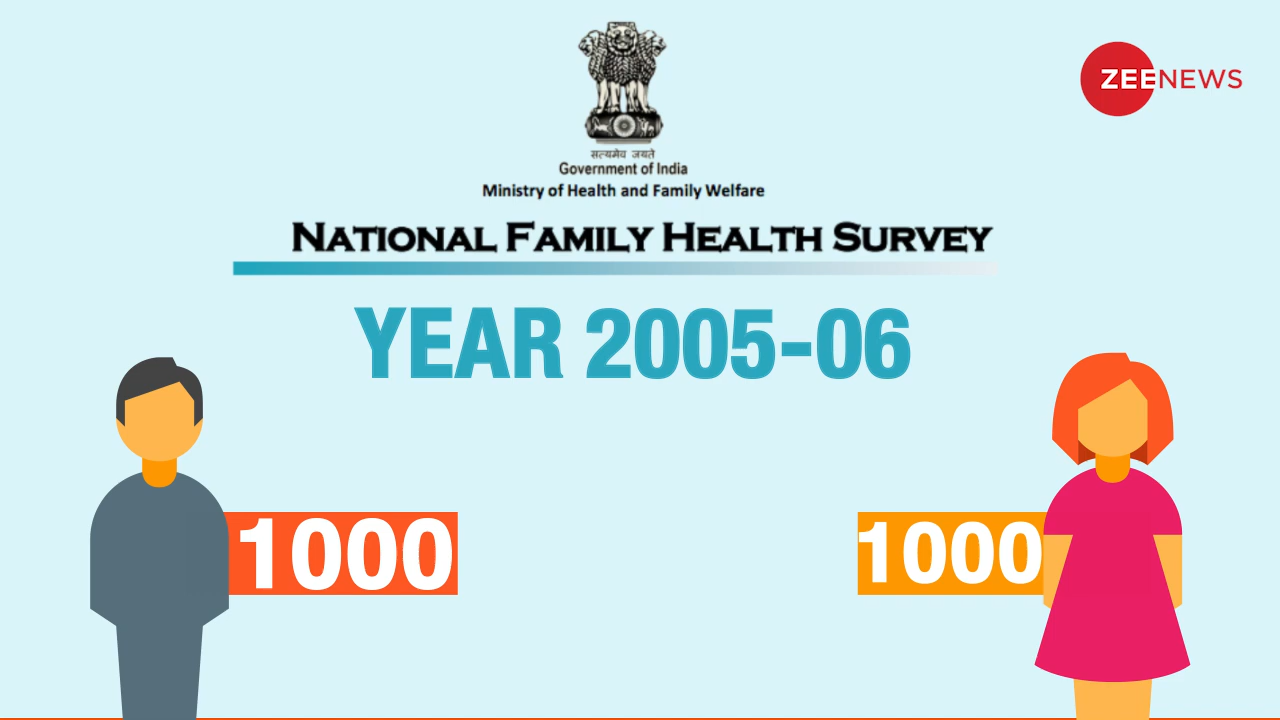 ZEENEWS
सत्यमेव जयते
Government of India
Ministry of Health and Family Welfare
NATIONAL FAMILY HEALTH SURVEY
YEAR 2005-06
1000
1000